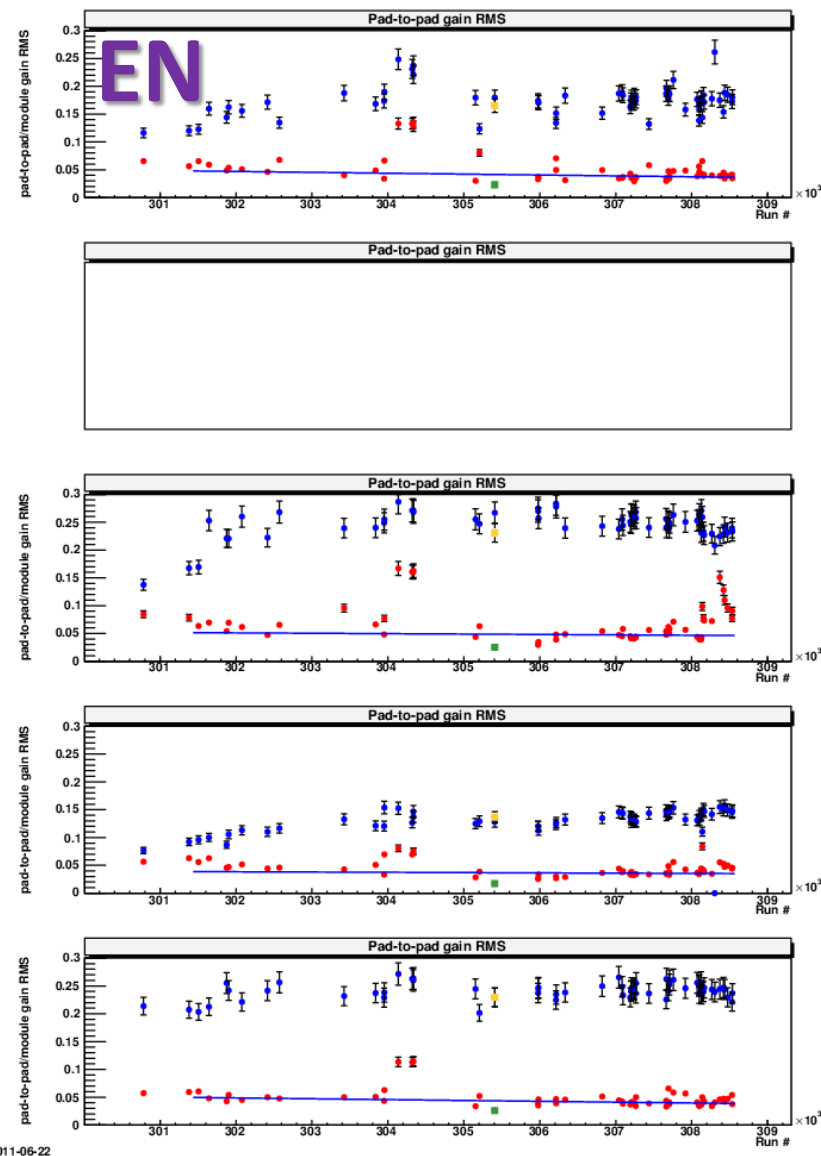 Pad-to-pad gain RMS
EN
pad-to-pad/module gain RMS
0.3
0.25
0.2
0.15
0.1
0.05
0
301 302 303 304 305 306 307 308 309
×10³
Run #
Pad-to-pad gain RMS
Pad-to-pad gain RMS
pad-to-pad/module gain RMS
0.3
0.25
0.2
0.15
0.1
0.05
0
301 302 303 304 305 306 307 308 309
×10³
Run #
Pad-to-pad gain RMS
pad-to-pad/module gain RMS
0.3
0.25
0.2
0.15
0.1
0.05
0
301 302 303 304 305 306 307 308 309
×10³
Run #
Pad-to-pad gain RMS
pad-to-pad/module gain RMS
0.3
0.25
0.2
0.15
0.1
0.05
0
301 302 303 304 305 306 307 308 309
×10³
Run #
011-06-22